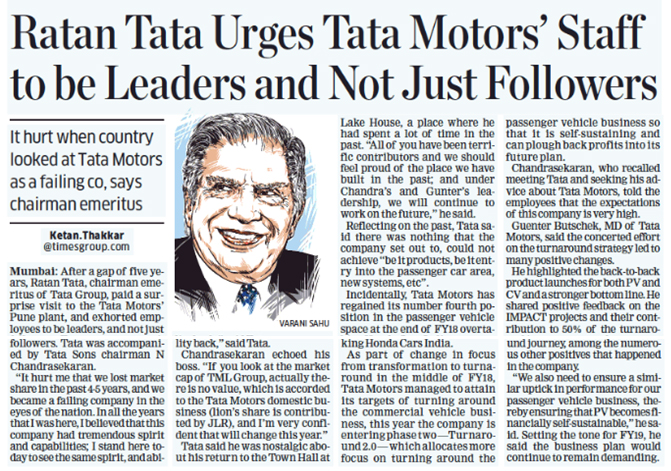 Ratan Tata Urges Tata Motors' Staff
to be Leaders and Not Just Followers
It hurt when country
looked at Tata Motors
as a failing co, says
chairman emeritus
Ketan.Thakkar
@timesgroup.com
Mumbai: After a gap of five ye-
ars, Ratan Tata, chairman eme-
ritus of Tata Group, paid a sur-
prise visit to the Tata Motors'
Pune plant, and exhorted emp-
loyees to be leaders, and not just
followers. Tata was accompani-
ed by Tata Sons chairman N
Chandrasekaran.
"It hurt me that we lost market
share in the past 4-5 years, and we
became a failing company in the
eyes of the nation. In all the years
that I was here, I believed that this
company had tremendous spirit
and capabilities; I stand here to-
day to see the same spirit, and abi-
VARANI SAHU
lity back," said Tata.
Chandrasekaran echoed his
boss. "If you look at the market
cap of TML Group, actually the-
re is no value, which is accorded
to the Tata Motors domestic bu-
siness (lion's share is contribu-
ted by JLR), and I'm very confi-
dent that will change this year."
Tata said he was nostalgic abo-
ut his return to the Town Hall at
Lake House, a place where he
had spent a lot of time in the
past. "All of you have been terri-
fic contributors and we should
feel proud of the place we have
built in the past; and under
Chandra's and Gunter's lea-
dership, we will continue to
work on the future," he said.
Reflecting on the past, Tata sa-
id there was nothing that the
company set out to, could not
achieve "be it products, be it ent-
ry into the passenger car area,
new systems, etc".
Incidentally, Tata Motors has
regained its number fourth po-
sition in the passenger vehicle
space at the end of FY18 overta-
king Honda Cars India.
As part of change in focus
from transformation to turna-
round in the middle of FY18,
Tata Motors managed to attain
its targets of turning around
the commercial vehicle busi-
ness, this year the company is
entering phase two—Turnaro-
und 2.0—which allocates more
focus on turning around the
passenger vehicle business so
that it is self-sustaining and
can plough back profits into its
future plan.
Chandrasekaran, who recalled
meeting Tata and seeking his ad-
vice about Tata Motors, told the
employees that the expectations
of this company is very high.
Guenter Butschek, MD of Tata
Motors, said the concerted effort
on the turnaround strategy led to
many positive changes.
He highlighted the back-to-back
product launches for both PV and
CV and a stronger bottom line. He
shared positive feedback on the
IMPACT projects and their cont-
ribution to 50% of the turnaro-
und journey, among the numero-
us other positives that happened
in the company.
"We also need to ensure a simi-
lar uptick in performance for our
passenger vehicle business, the-
reby ensuring that PV becomes fi-
nancially self-sustainable," he sa-
id. Setting the tone for FY19, he
said the business plan would
continue to remain demanding.